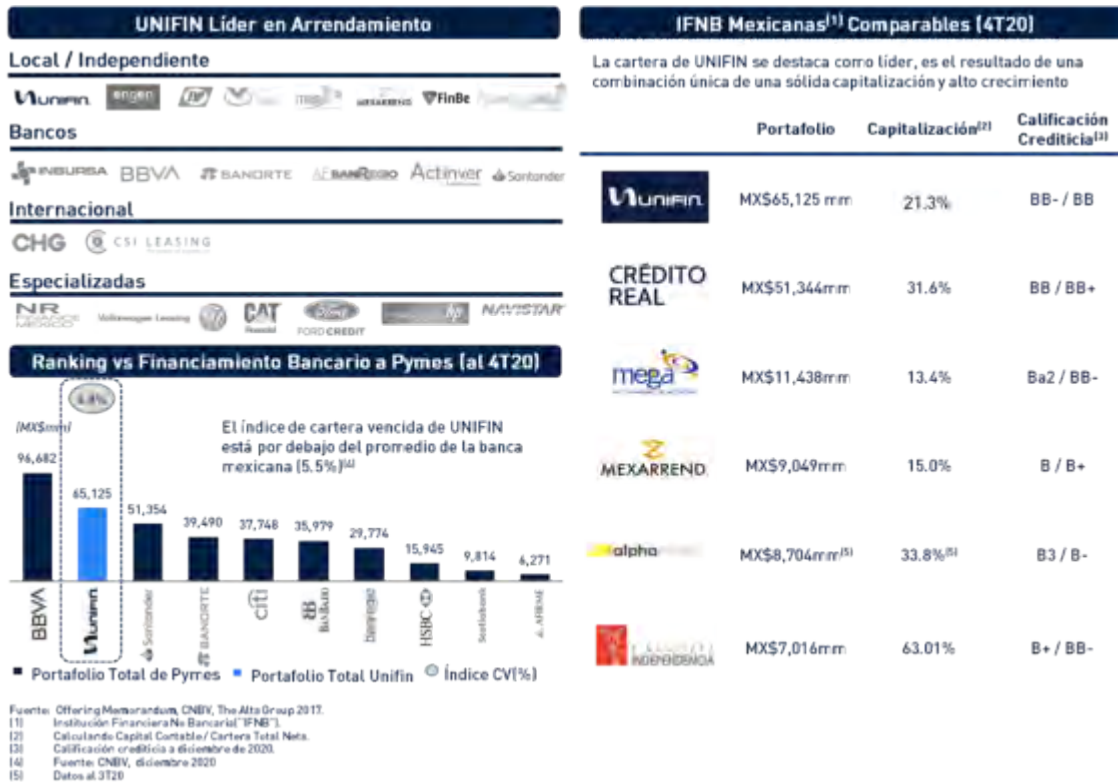 UNIFIN Líder en Arrendamiento
Local / Independiente
unifin engen MEXARREND FinBe
Bancos
INBURSA BBVA BANORTE BANREGIO Actinver Santander
Internacional
CHG CSI LEASING
Especializadas
NR FINANCE MEXICO Volkswagen Leasing CAT Financial Ford FORD CREDIT hp NAVISTAR
Ranking vs Financiamiento Bancario a Pymes (al 4T20)
(MX$mm)
El índice de cartera vencida de UNIFIN
está por debajo del promedio de la banca
mexicana (5.5%)(4)
96,682 65,125 51,354 39,490 37,748 35,979 29,774 15,945 9,814 6,271
BBVA unifin Santander BANORTE citi BANBAJIO banregio HSBC Scotiabank AFIRME
Portafolio Total de Pymes Portafolio Total Unifin Índice CV(%)
Fuente: Offering Memorandum, CNBV, The Alta Group 2017.
(1) Institución Financiera No Bancaria("IFNB").
(2) Calculando Capital Contable / Cartera Total Neta.
(3) Calificación crediticia a diciembre de 2020.
(4) Fuente: CNBV, diciembre 2020
(5) Datos al 3T20
IFNB Mexicanas(1) Comparables (4T20)
La cartera de UNIFIN se destaca como líder, es el resultado de una
combinación única de una sólida capitalización y alto crecimiento
Portafolio Capitalización(2) Calificación
Crediticia(3)
unifin MX$65,125 mm 21.3% BB- / BB
CRÉDITO
REAL MX$51,344mm 31.6% BB / BB+
mega MX$11,438mm 13.4% Ba2 / BB-
MEXARREND MX$9,049mm 15.0% B / B+
alpha MX$8,704mm(5) 33.8%(5) B3 / B-
INDEPENDENCIA MX$7,016mm 63.01% B+ / BB-